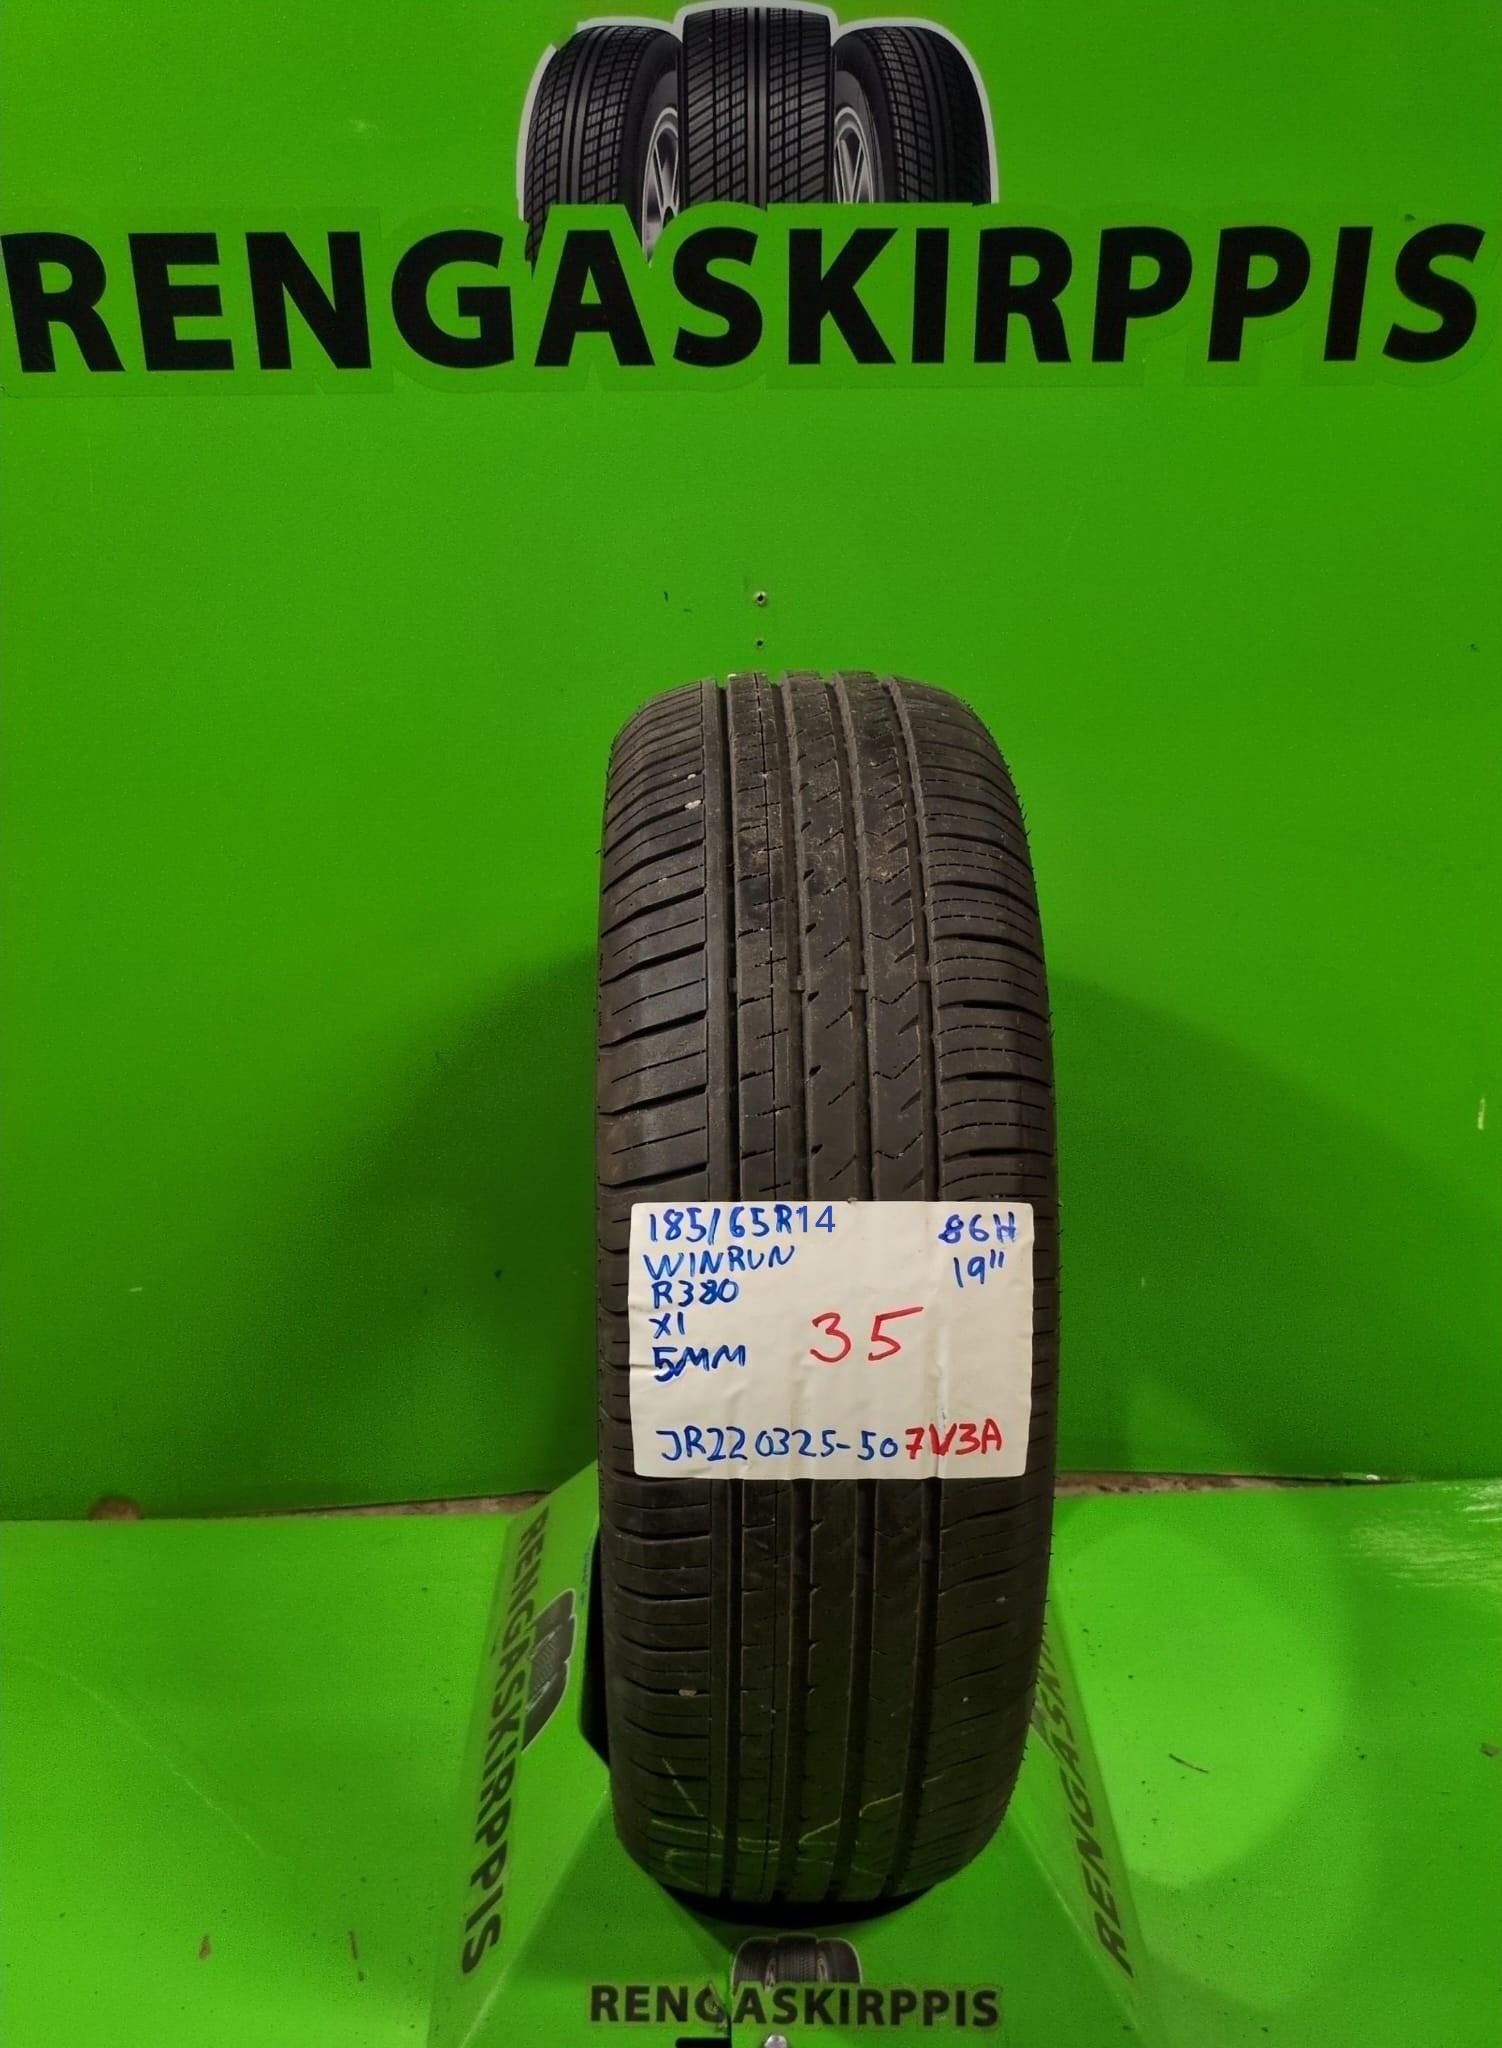 RENGASKIRPPIS
185/65R14 86H
WINRUN 19"
R380
X1
35
5MM
JR220325-507V3A
RENGASKIRPPIS
RENGASKIRPPIS
RENGASKIRPPIS